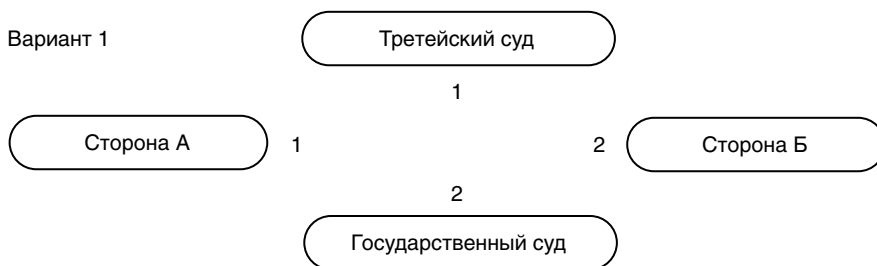 Вариант 1
Третейский суд
1
Сторона А
1
2
Сторона Б
2
Государственный суд